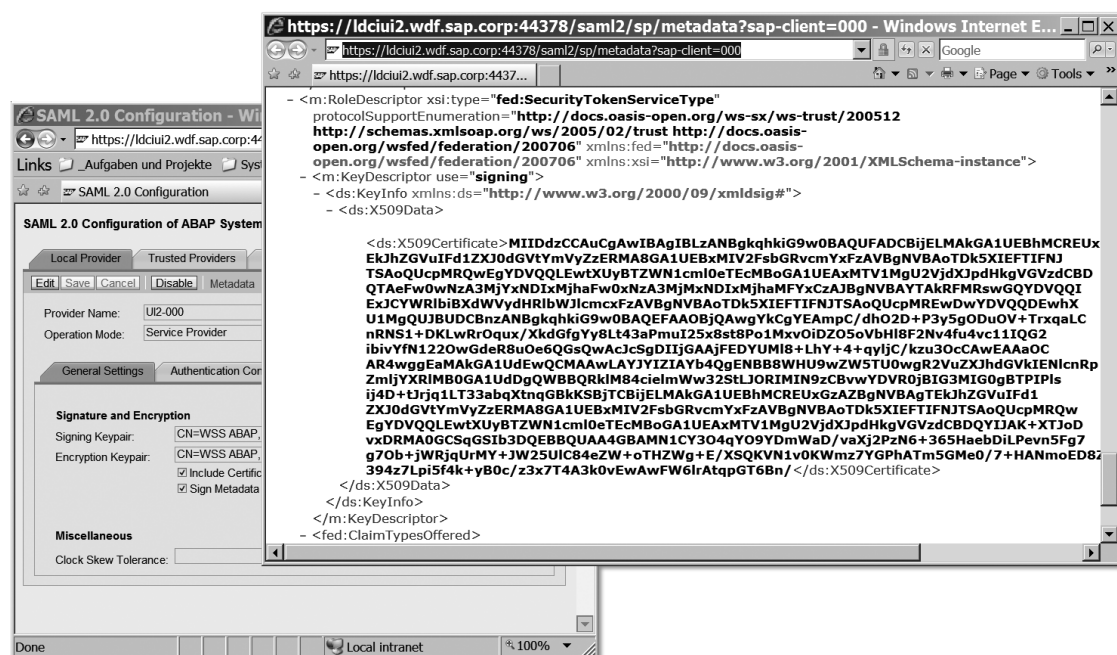 https://ldciui2.wdf.sap.corp:44378/saml2/sp/metadata?sap-client=000 - Windows Internet E...
https://ldciui2.wdf.sap.corp:44378/saml2/sp/metadata?sap-client=000
Google
https://ldciui2.wdf.sap.corp:4437...
Page
Tools
»
– <m:RoleDescriptor xsi:type="fed:SecurityTokenServiceType"
protocolSupportEnumeration="http://docs.oasis-open.org/ws-sx/ws-trust/200512
http://schemas.xmlsoap.org/ws/2005/02/trust http://docs.oasis-
open.org/wsfed/federation/200706" xmlns:fed="http://docs.oasis-
open.org/wsfed/federation/200706" xmlns:xsi="http://www.w3.org/2001/XMLSchema-instance">
– <m:KeyDescriptor use="signing">
– <ds:KeyInfo xmlns:ds="http://www.w3.org/2000/09/xmldsig#">
– <ds:X509Data>
<ds:X509Certificate>MIIDdzCCAuCgAwIBAgIBLzANBgkqhkiG9w0BAQUFADCBijELMAkGA1UEBhMCREUx
EkJhZGVuIFd1ZXJ0dGVtYmVyZzERMA8GA1UEBxMIV2FsbGRvcmYxFzAVBgNVBAoTDk5XIEFTIFNJ
TSAoQUcpMRQwEgYDVQQLEwtXUyBTZWN1cml0eTEcMBoGA1UEAxMTV1MgU2VjdXJpdHkgVGVzdCBD
QTAeFw0wNzA3MjYxNDIxMjhaFw0xNzA3MjMxNDIxMjhaMFYxCzAJBgNVBAYTAkRFMRswGQYDVQQI
ExJCYWRlbiBXdWVydHRlbWJlcmcxFzAVBgNVBAoTDk5XIEFTIFNJTSAoQUcpMREwDwYDVQQDEwhX
U1MgQUJBUDCBnzANBgkqhkiG9w0BAQEFAAOBjQAwgYkCgYEAmpC/dhO2D+P3y5gODuOV+TrxqaLC
nRNS1+DKLwRrOqux/XkdGfgYy8Lt43aPmuI25x8st8Po1MxvOiDZO5oVbHl8F2Nv4fu4vc11IQG2
ibivYfN122OwGdeR8uOe6QGsQwAcJcSgDIIjGAAjFEDYUMl8+LhY+4+qyljC/kzu3OcCAwEAAaOC
AR4wggEaMAkGA1UdEwQCMAAwLAYJYIZIAYb4QgENBB8WHU9wZW5TU0wgR2VuZXJhdGVkIENlcnRp
ZmljYXRlMB0GA1UdDgQWBBQRklM84cielmWw32StLJORIMIN9zCBvwYDVR0jBIG3MIG0gBTPIPls
ij4D+tJrjq1LT33abqXtnqGBkKSBjTCBijELMAkGA1UEBhMCREUxGzAZBgNVBAgTEkJhZGVuIFd1
ZXJ0dGVtYmVyZzERMA8GA1UEBxMIV2FsbGRvcmYxFzAVBgNVBAoTDk5XIEFTIFNJTSAoQUcpMRQw
EgYDVQQLEwtXUyBTZWN1cml0eTEcMBoGA1UEAxMTV1MgU2VjdXJpdHkgVGVzdCBDQYIJAK+XTJoD
vxDRMA0GCSqGSIb3DQEBBQUAA4GBAMN1CY3O4qYO9YDmWaD/vaXj2PzN6+365HaebDiLPevn5Fg7
g7Ob+jWRjqUrMY+JW25UlC84eZW+oTHZWg+E/XSQKVN1v0KWmz7YGPhATm5GMe0/7+HANmoED8Z
394z7Lpi5f4k+yB0c/z3x7T4A3k0vEwAwFW6lrAtqpGT6Bn/</ds:X509Certificate>
</ds:X509Data>
</ds:KeyInfo>
</m:KeyDescriptor>
– <fed:ClaimTypesOffered>
SAML 2.0 Configuration - Wi
https://ldciui2.wdf.sap.corp:44
Links _Aufgaben und Projekte Syst
SAML 2.0 Configuration
SAML 2.0 Configuration of ABAP System
Local Provider Trusted Providers
Edit Save Cancel Disable Metadata
Provider Name: UI2-000
Operation Mode: Service Provider
General Settings Authentication Con
Signature and Encryption
Signing Keypair: CN=WSS ABAP,
Encryption Keypair: CN=WSS ABAP,
Include Certific
Sign Metadata
Miscellaneous
Clock Skew Tolerance:
Done Local intranet 100%